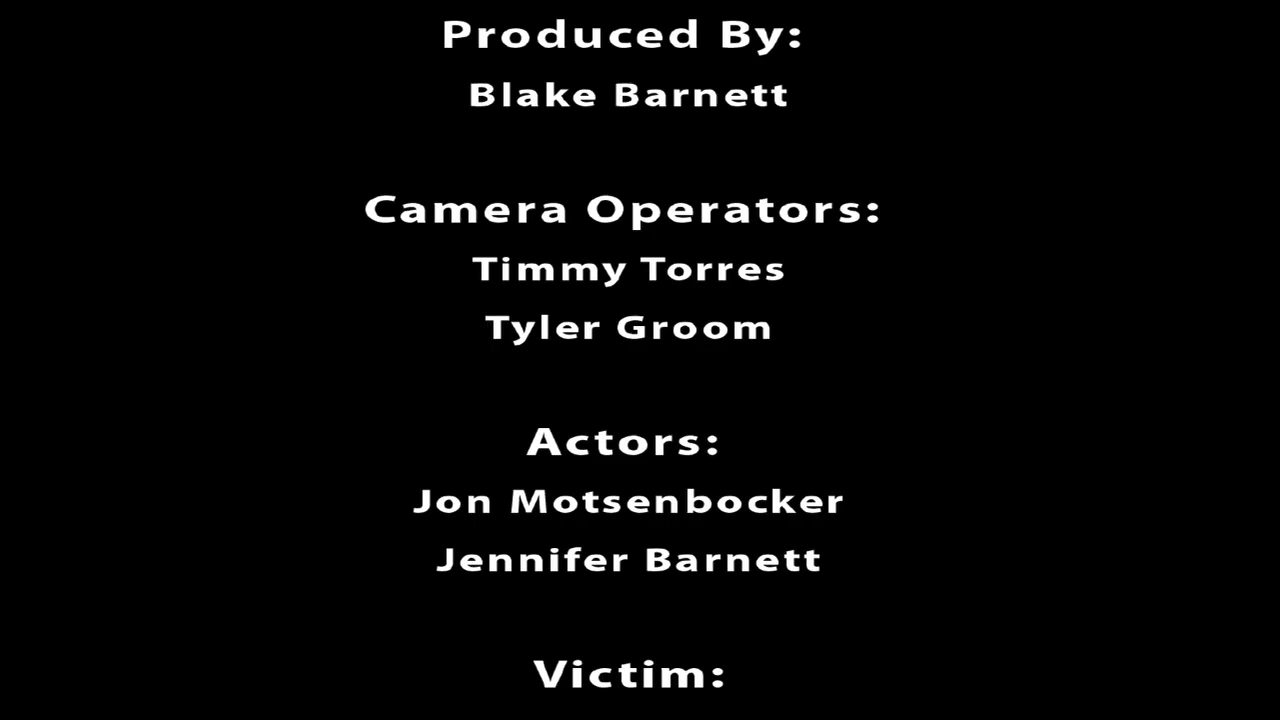 Produced By:
Blake Barnett
Camera Operators:
Timmy Torres
Tyler Groom
Actors:
Jon Motsenbocker
Jennifer Barnett
Victim: